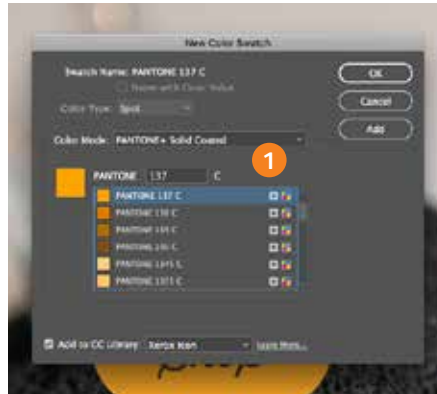 New Color Swatch
Swatch Name: PANTONE 137 C
Name with Color Value
Color Type: Spot
Color Mode: PANTONE+ Solid Coated
OK
Cancel
Add
1
PANTONE 137 C
PANTONE 137 C
PANTONE 138 C
PANTONE 139 C
PANTONE 140 C
PANTONE 1345 C
PANTONE 1355 C
Add to CC Library: Xerox Iridesse